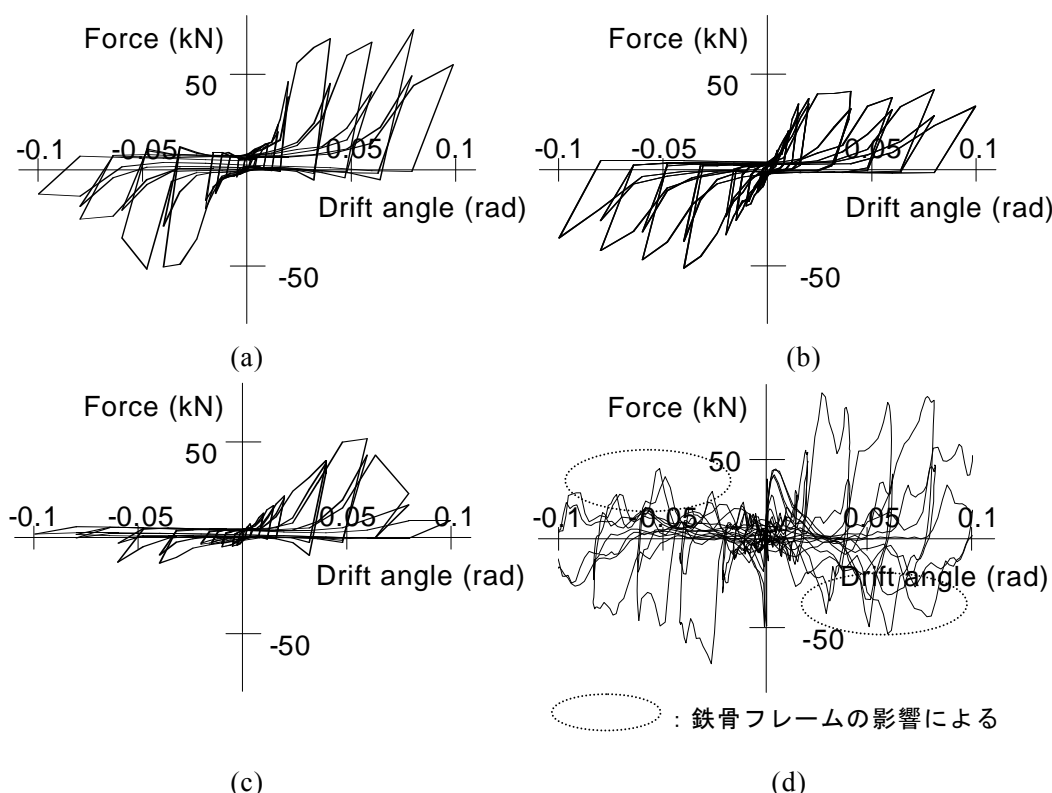 Force (kN)
50
-0.1
-0.05
0.05
0.1
Drift angle (rad)
-50
(a)
Force (kN)
50
-0.1
-0.05
0.05
0.1
Drift angle (rad)
-50
(b)
Force (kN)
50
-0.1
-0.05
0.05
0.1
Drift angle (rad)
-50
(c)
Force (kN)
50
-0.1
-0.05
0.05
0.1
Drift angle (rad)
-50
:鉄骨フレームの影響による
(d)